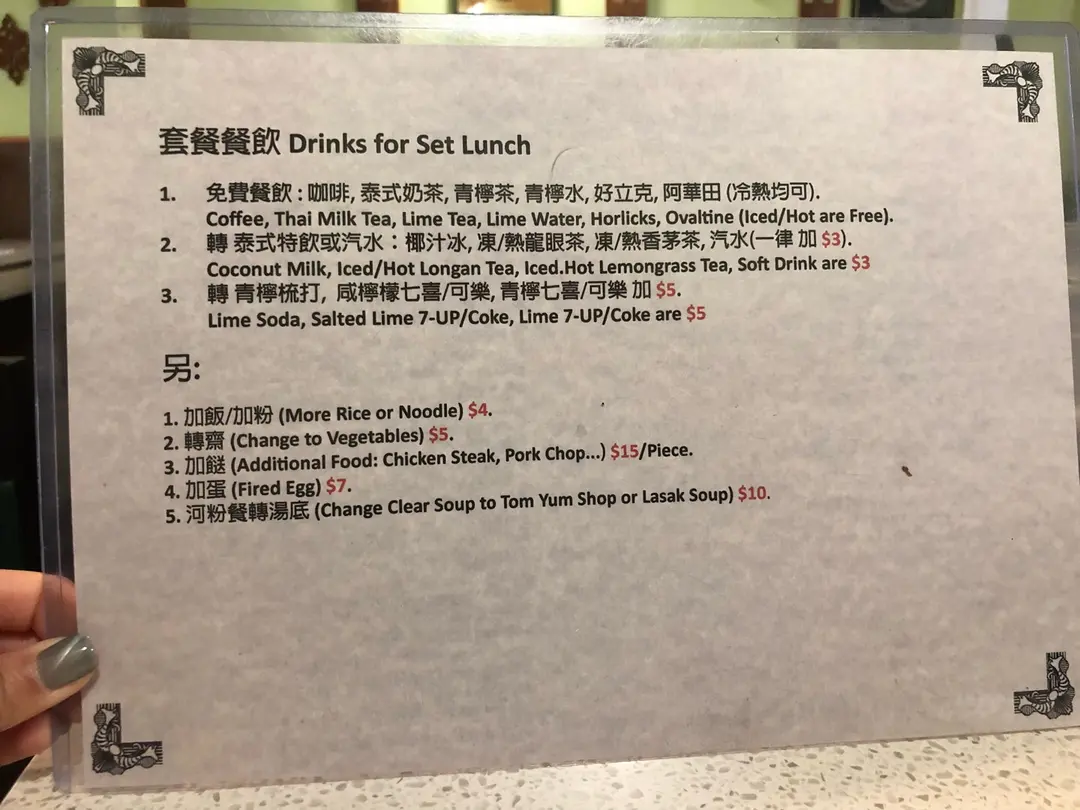 套餐餐飲 Drinks for Set Lunch
1. 免費餐飲 : 咖啡, 泰式奶茶, 青檸茶, 青檸水, 好立克, 阿華田 (冷熱均可).
Coffee, Thai Milk Tea, Lime Tea, Lime Water, Horlicks, Ovaltine (Iced/Hot are Free).
2. 轉 泰式特飲或汽水：椰汁冰, 凍/熱龍眼茶, 凍/熱香茅茶, 汽水(一律 加 $3).
Coconut Milk, Iced/Hot Longan Tea, Iced.Hot Lemongrass Tea, Soft Drink are $3
3. 轉 青檸梳打, 咸檸檬七喜/可樂, 青檸七喜/可樂 加 $5.
Lime Soda, Salted Lime 7-UP/Coke, Lime 7-UP/Coke are $5
另:
1. 加飯/加粉 (More Rice or Noodle) $4.
2. 轉齋 (Change to Vegetables) $5.
3. 加餸 (Additional Food: Chicken Steak, Pork Chop...) $15/Piece.
4. 加蛋 (Fired Egg) $7.
5. 河粉餐轉湯底 (Change Clear Soup to Tom Yum Shop or Lasak Soup) $10.